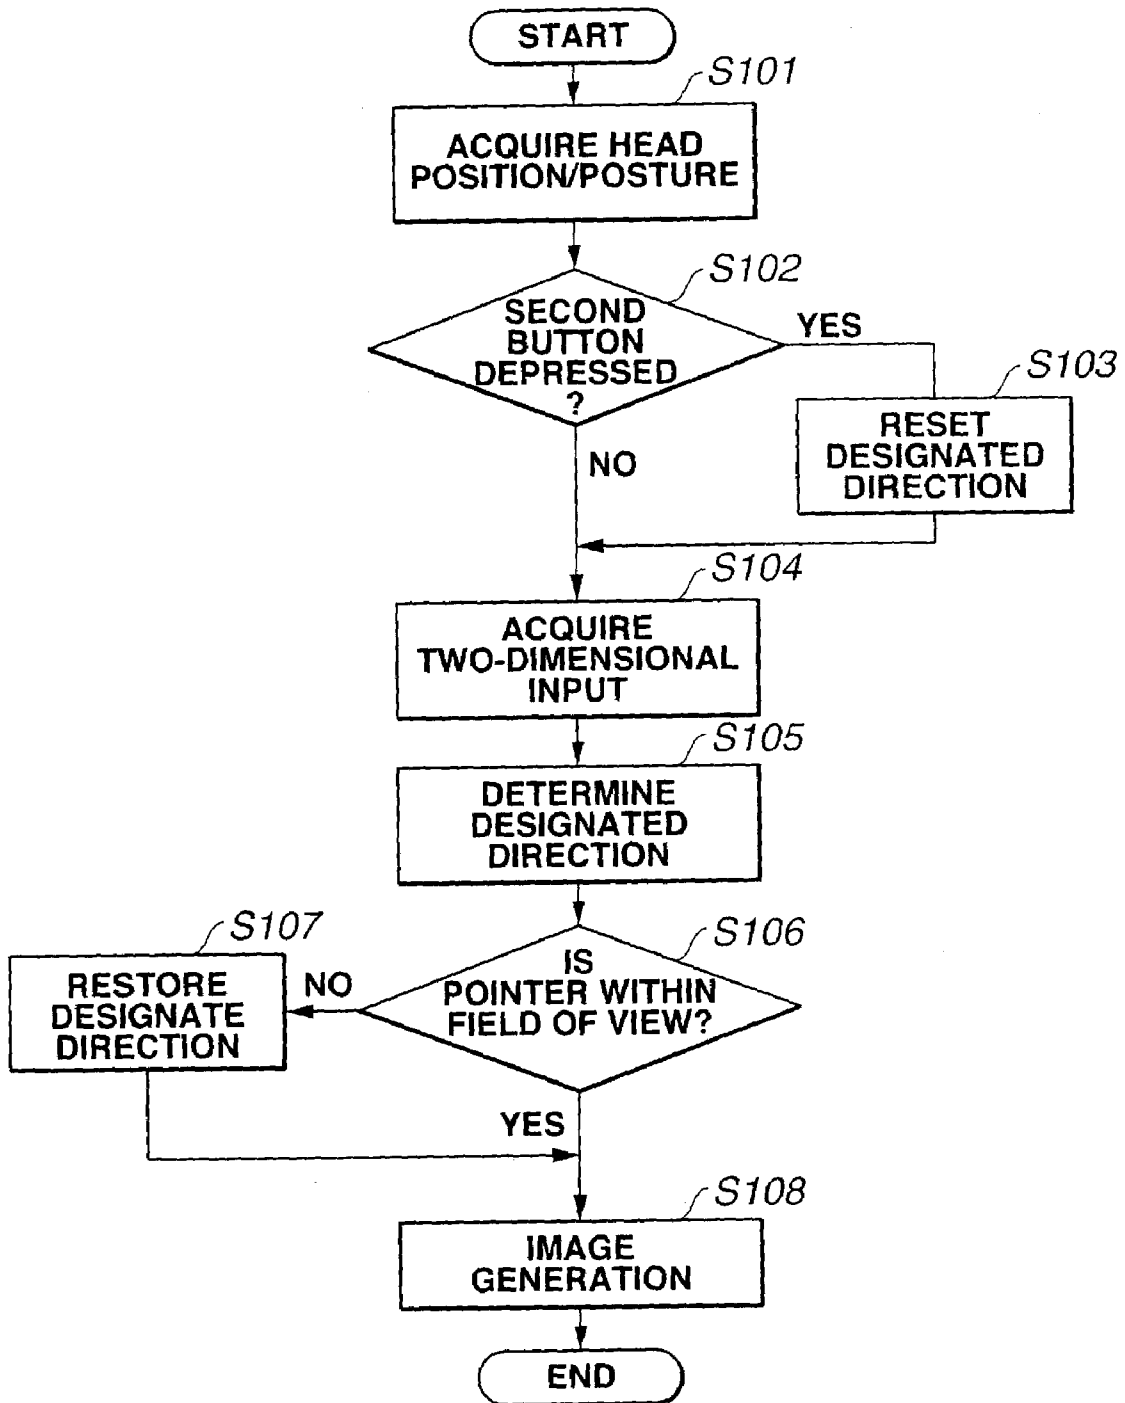 START
S101
ACQUIRE HEAD
POSITION/POSTURE
S102
SECOND
BUTTON
DEPRESSED
?
YES
S103
RESET
DESIGNATED
DIRECTION
NO
S104
ACQUIRE
TWO-DIMENSIONAL
INPUT
S105
DETERMINE
DESIGNATED
DIRECTION
S106
IS
POINTER WITHIN
FIELD OF VIEW?
NO
S107
RESTORE
DESIGNATE
DIRECTION
YES
S108
IMAGE
GENERATION
END